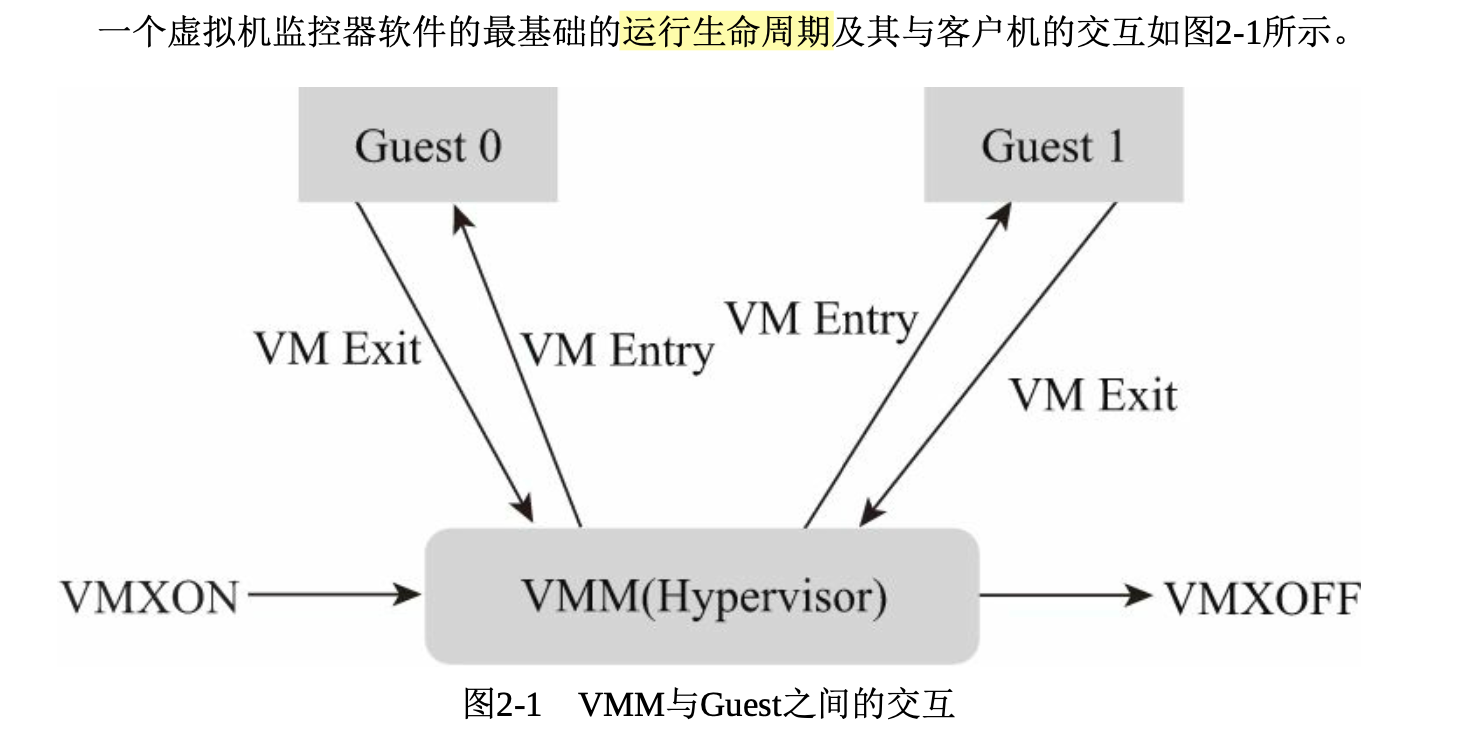 一个虚拟机监控器软件的最基础的运行生命周期及其与客户机的交互如图2-1所示。
Guest 0
Guest 1
VM Entry
VM Exit
VM Entry
VM Exit
VMXON
VMM(Hypervisor)
VMXOFF
图2-1 VMM与Guest之间的交互